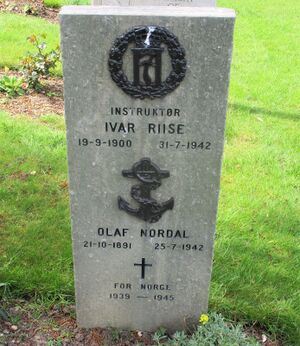 INSTRUKTØR
IVAR RIISE
19-9-1900 31-7-1942
OLAF NORDAL
21-10-1891 25-7-1942
FOR NORGE
1939 — 1945